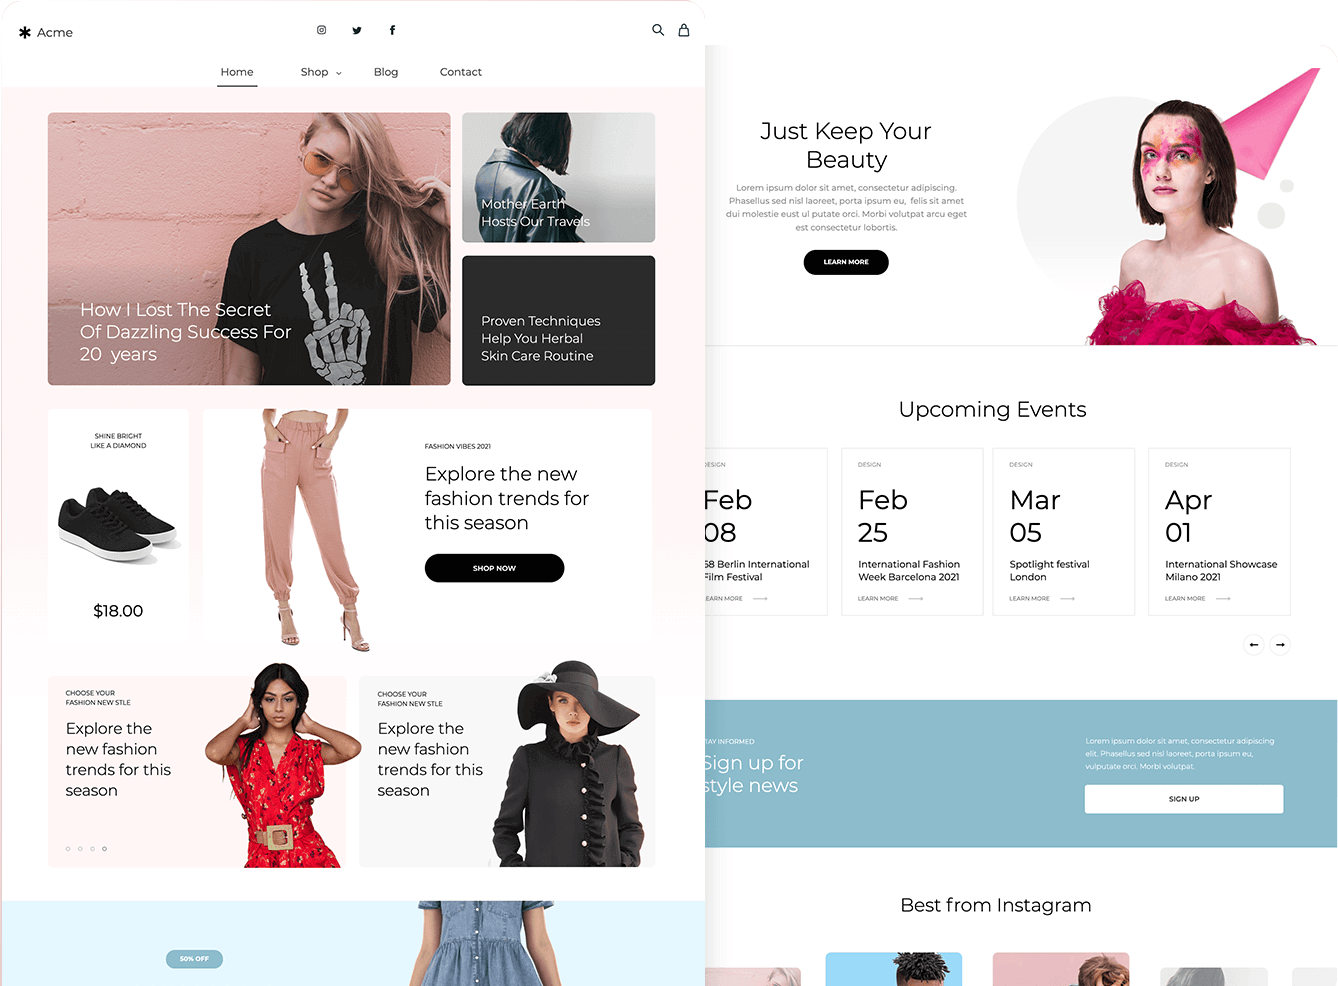 Acme
Home
Shop
Blog
Contact
How I Lost The Secret
Of Dazzling Success For
20 years
Mother Earth
Hosts Our Travels
Proven Techniques
Help You Herbal
Skin Care Routine
SHINE BRIGHT
LIKE A DIAMOND
$18.00
FASHION VIBES 2021
Explore the new
fashion trends for
this season
SHOP NOW
CHOOSE YOUR
FASHION NEW STLE
Explore the
new fashion
trends for this
season
CHOOSE YOUR
FASHION NEW STLE
Explore the
new fashion
trends for this
season
50% OFF
Just Keep Your
Beauty
Lorem ipsum dolor sit amet, consectetur adipiscing.
Phasellus sed nisl laoreet, porta ipsum eu, felis sit amet
dui molestie eust ul putate orci. Morbi volutpat arcu eget
est consectetur lobortis.
LEARN MORE
Upcoming Events
DESIGN
Feb
08
68 Berlin International
Film Festival
LEARN MORE
DESIGN
Feb
25
International Fashion
Week Barcelona 2021
LEARN MORE
DESIGN
Mar
05
Spotlight festival
London
LEARN MORE
DESIGN
Apr
01
International Showcase
Milano 2021
LEARN MORE
TAY INFORMED
Sign up for
style news
Lorem ipsum dolor sit amet, consectetur adipiscing
elit. Phasellus sed nisl laoreet, porta ipsum eu,
vulputate orci. Morbi volutpat.
SIGN UP
Best from Instagram